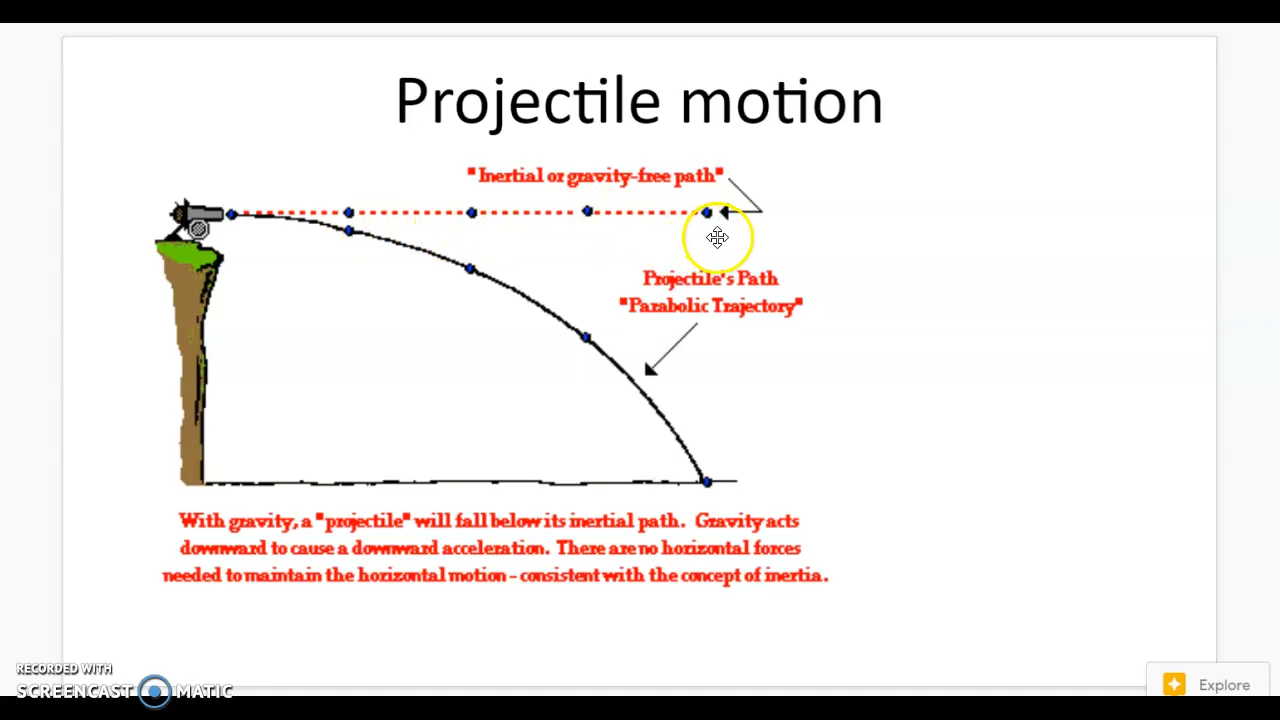 Projectile motion
"Inertial or gravity-free path"
Projectile's Path
"Parabolic Trajectory"
With gravity, a "projectile" will fall below its inertial path. Gravity acts
downward to cause a downward acceleration. There are no horizontal forces
needed to maintain the horizontal motion - consistent with the concept of inertia.
RECORDED WITH
SCREENCAST MATIC
Explore